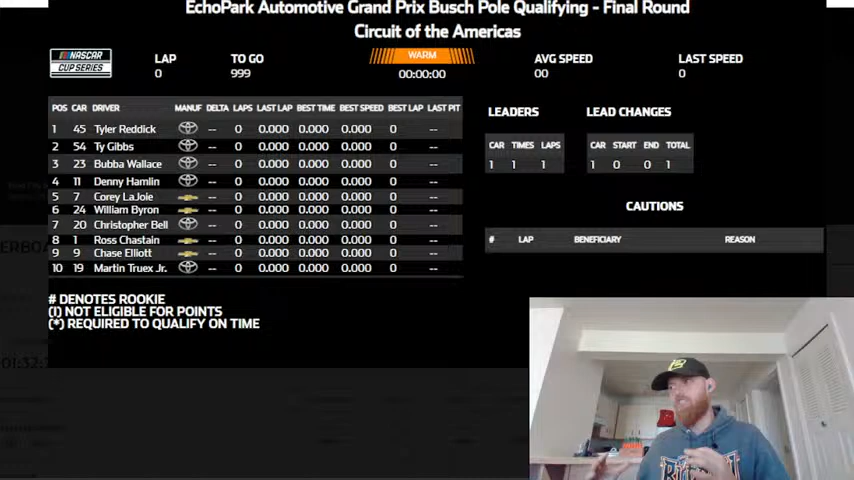 EchoPark Automotive Grand Prix Busch Pole Qualifying - Final Round
Circuit of the Americas
NASCAR
CUP SERIES
LAP
0
TO GO
999
WARM
00:00:00
AVG SPEED
00
LAST SPEED
0
POS CAR DRIVER MANUF DELTA LAPS LAST LAP BEST TIME BEST SPEED BEST LAP LAST PIT
1 45 Tyler Reddick -- 0 0.000 0.000 0.000 0 --
2 54 Ty Gibbs -- 0 0.000 0.000 0.000 0 --
3 23 Bubba Wallace -- 0 0.000 0.000 0.000 0 --
4 11 Denny Hamlin -- 0 0.000 0.000 0.000 0 --
5 7 Corey LaJoie -- 0 0.000 0.000 0.000 0 --
6 24 William Byron -- 0 0.000 0.000 0.000 0 --
7 20 Christopher Bell -- 0 0.000 0.000 0.000 0 --
8 1 Ross Chastain -- 0 0.000 0.000 0.000 0 --
9 9 Chase Elliott -- 0 0.000 0.000 0.000 0 --
10 19 Martin Truex Jr. -- 0 0.000 0.000 0.000 0 --
# DENOTES ROOKIE
(i) NOT ELIGIBLE FOR POINTS
(*) REQUIRED TO QUALIFY ON TIME
LEADERS
CAR TIMES LAPS
1 1 1
LEAD CHANGES
CAR START END TOTAL
1 0 0 1
CAUTIONS
# LAP BENEFICIARY REASON